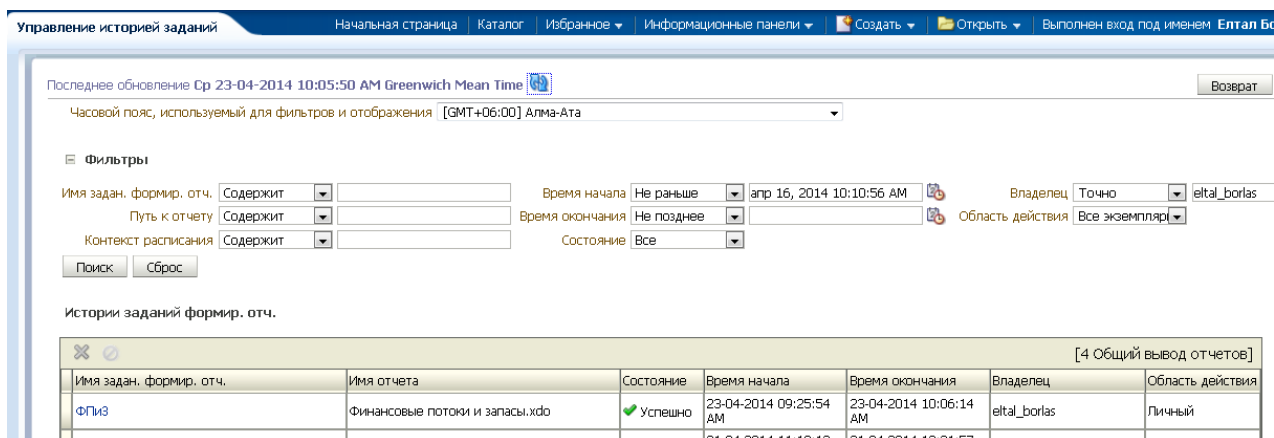 Управление историей заданий Начальная страница Каталог Избранное Информационные панели Создать Открыть Выполнен вход под именем Елтал Бо
Последнее обновление Ср 23-04-2014 10:05:50 AM Greenwich Mean Time Возврат
Часовой пояс, используемый для фильтров и отображения [GMT+06:00] Алма-Ата
Фильтры
Имя задан. формир. отч. Содержит Время начала Не раньше апр 16, 2014 10:10:56 AM Владелец Точно eltal_borlas
Путь к отчету Содержит Время окончания Не позднее Область действия Все экземпляры
Контекст расписания Содержит Состояние Все
Поиск Сброс
Истории заданий формир. отч.
[4 Общий вывод отчетов]
Имя задан. формир. отч. Имя отчета Состояние Время начала Время окончания Владелец Область действия
ФПиЗ Финансовые потоки и запасы.xdo Успешно 23-04-2014 09:25:54 AM 23-04-2014 10:06:14 AM eltal_borlas Личный